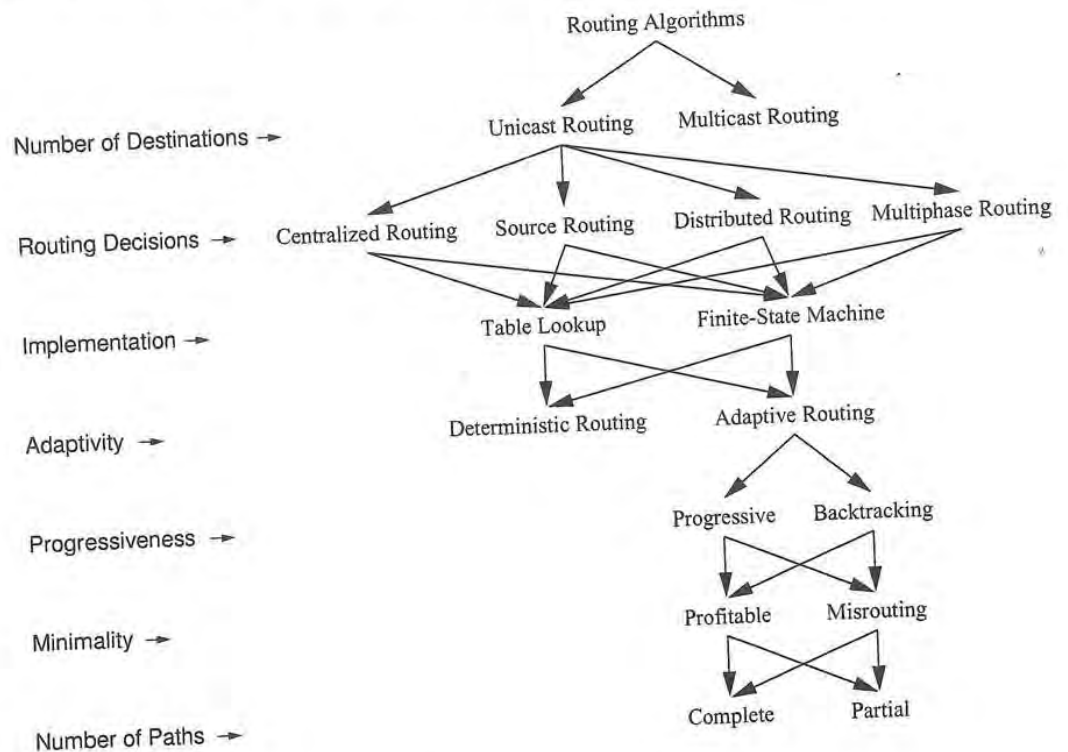 Routing Algorithms
Number of Destinations →
Unicast Routing
Multicast Routing
Routing Decisions →
Centralized Routing
Source Routing
Distributed Routing
Multiphase Routing
Implementation →
Table Lookup
Finite-State Machine
Adaptivity →
Deterministic Routing
Adaptive Routing
Progressiveness →
Progressive
Backtracking
Minimality →
Profitable
Misrouting
Number of Paths →
Complete
Partial